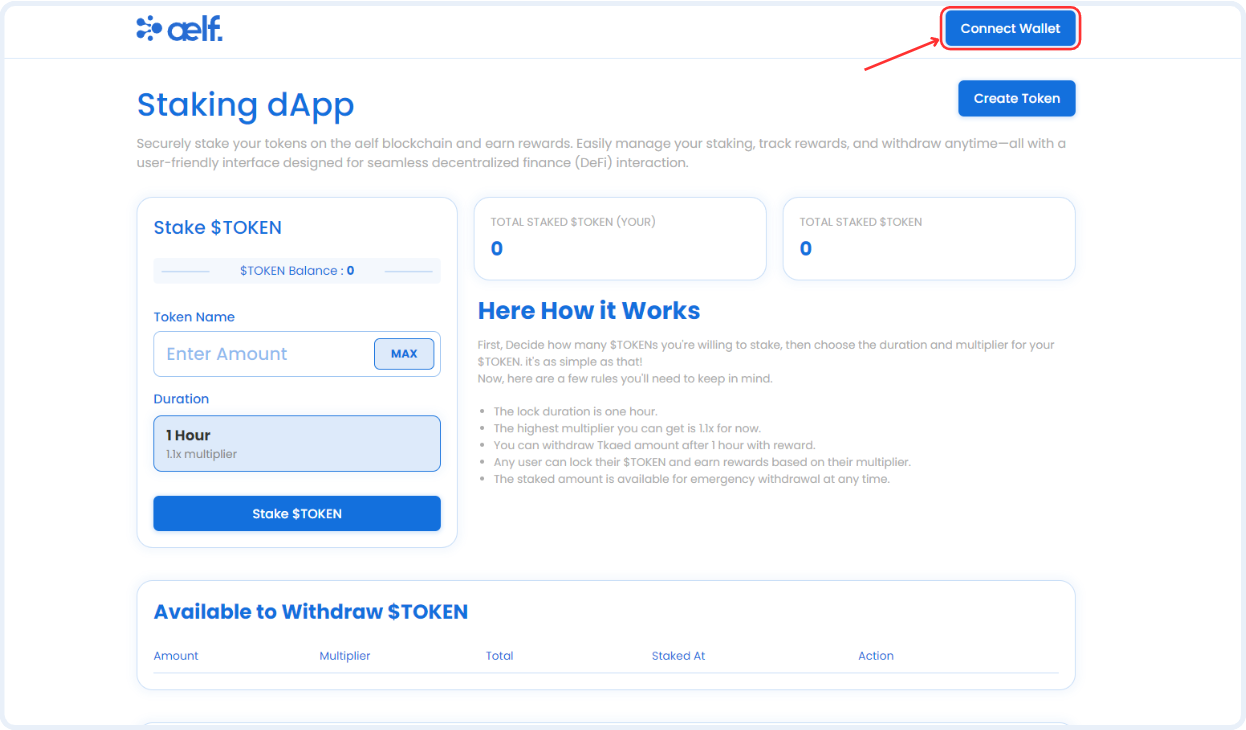 aelf.
Connect Wallet
Staking dApp
Create Token
Securely stake your tokens on the aelf blockchain and earn rewards. Easily manage your staking, track rewards, and withdraw anytime—all with a
user-friendly interface designed for seamless decentralized finance (DeFi) interaction.
Stake $TOKEN
$TOKEN Balance : 0
Token Name
Enter Amount
MAX
Duration
1 Hour
1.1x multiplier
Stake $TOKEN
TOTAL STAKED $TOKEN (YOUR)
0
TOTAL STAKED $TOKEN
0
Here How it Works
First, Decide how many $TOKENs you're willing to stake, then choose the duration and multiplier for your
$TOKEN. it's as simple as that!
Now, here are a few rules you'll need to keep in mind.
• The lock duration is one hour.
• The highest multiplier you can get is 1.1x for now.
• You can withdraw Tkaed amount after 1 hour with reward.
• Any user can lock their $TOKEN and earn rewards based on their multiplier.
• The staked amount is available for emergency withdrawal at any time.
Available to Withdraw $TOKEN
Amount Multiplier Total Staked At Action